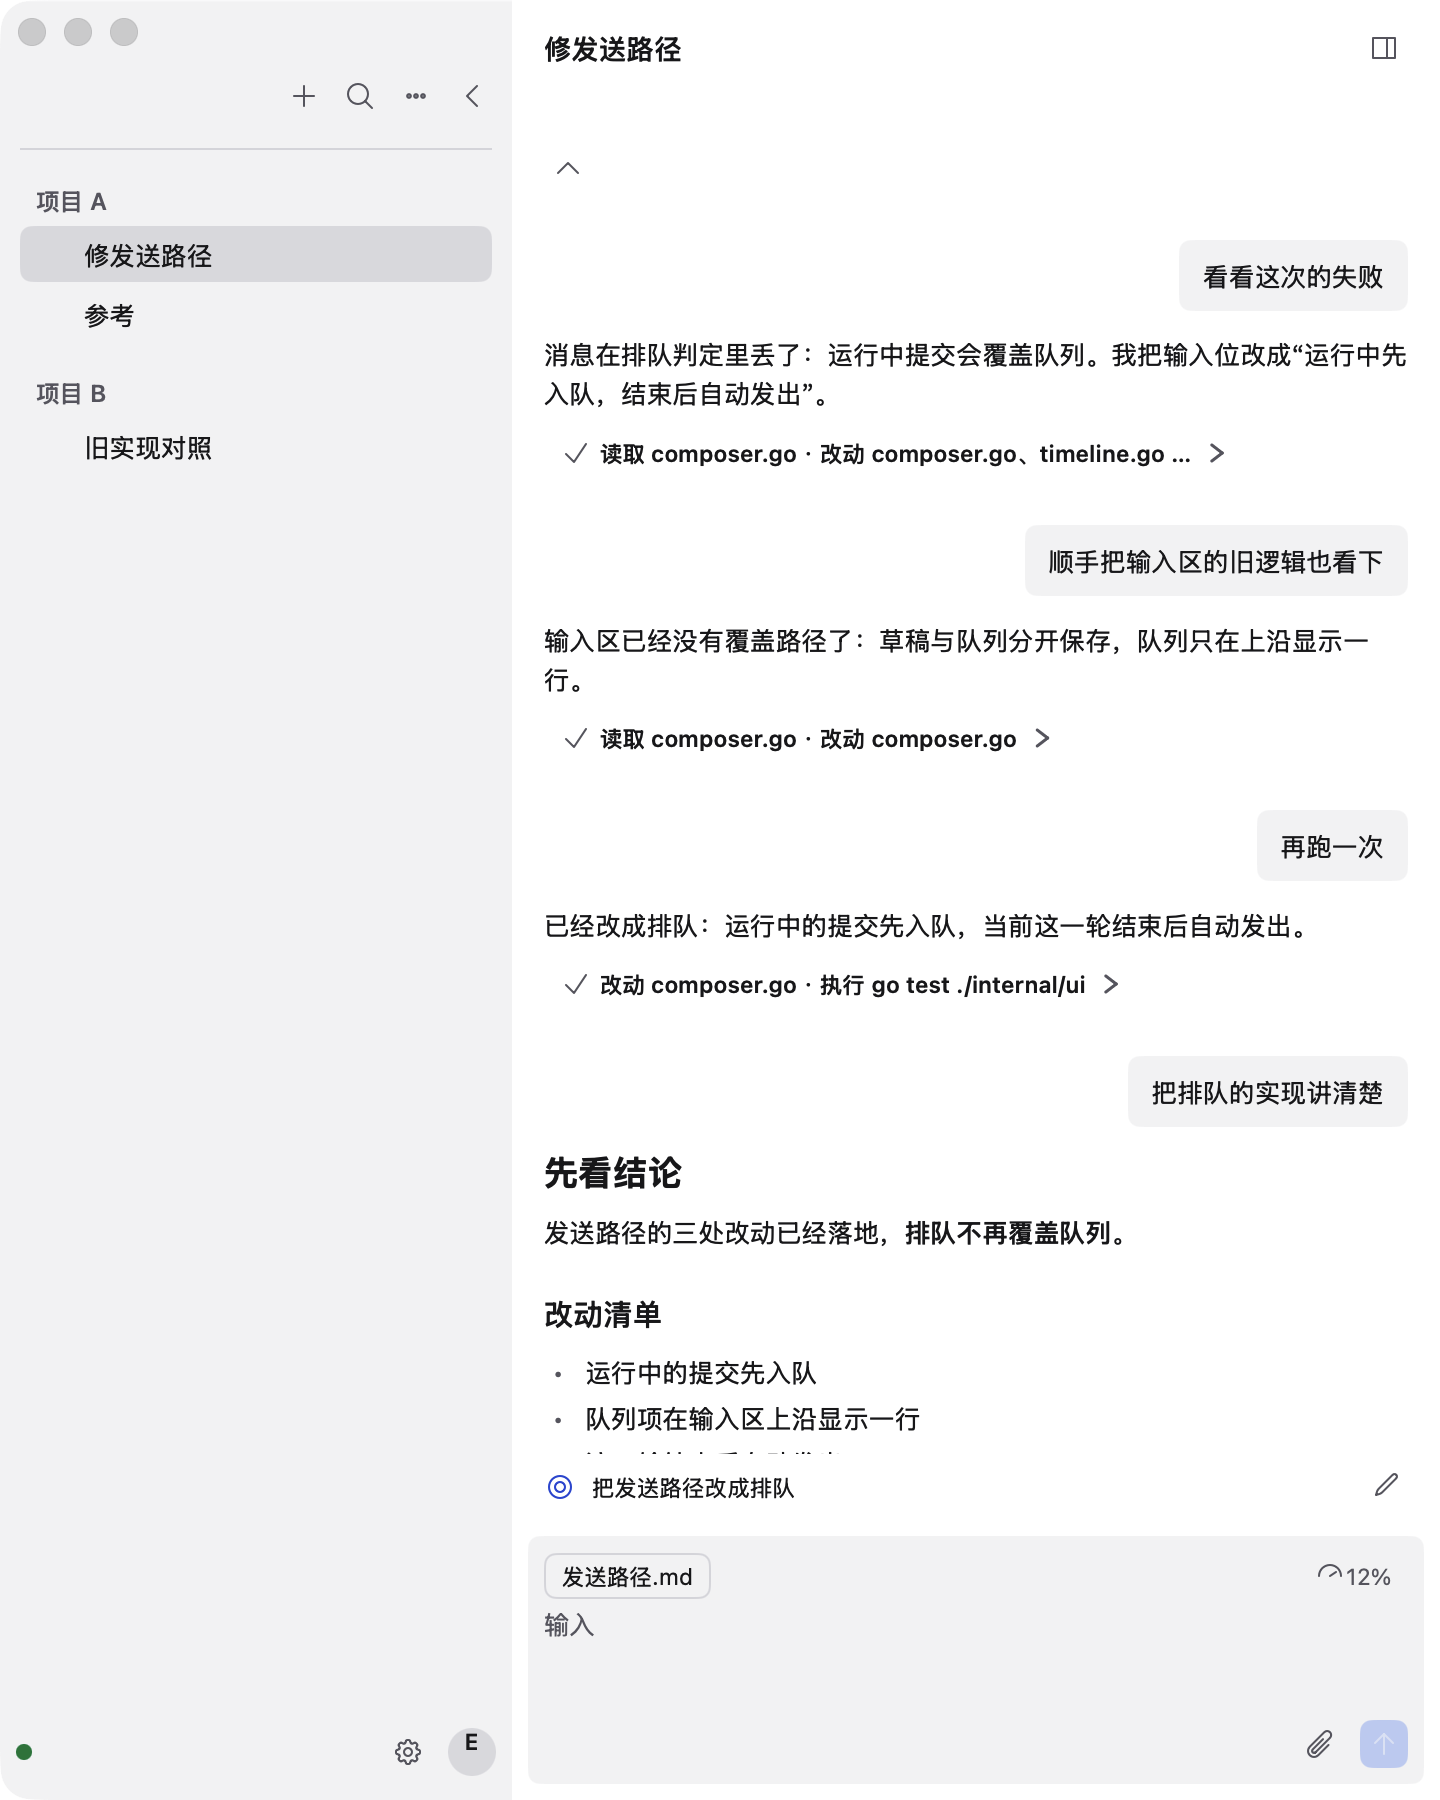 修发送路径
项目 A
修发送路径
参考
项目 B
旧实现对照
看看这次的失败
消息在排队判定里丢了：运行中提交会覆盖队列。我把输入位改成“运行中先
入队，结束后自动发出”。
读取 composer.go · 改动 composer.go、timeline.go ...
顺手把输入区的旧逻辑也看下
输入区已经没有覆盖路径了：草稿与队列分开保存，队列只在上沿显示一
行。
读取 composer.go · 改动 composer.go
再跑一次
已经改成排队：运行中的提交先入队，当前这一轮结束后自动发出。
改动 composer.go · 执行 go test ./internal/ui
把排队的实现讲清楚
先看结论
发送路径的三处改动已经落地，排队不再覆盖队列。
改动清单
• 运行中的提交先入队
• 队列项在输入区上沿显示一行
把发送路径改成排队
发送路径.md
12%
输入
E